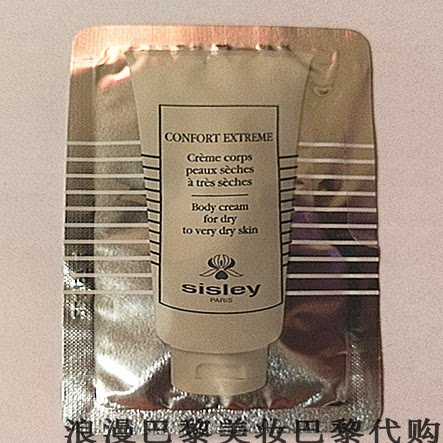 CONFORT EXTREME
Crème corps
peaux sèches
à très sèches
Body cream
for dry
to very dry skin
sisley
PARIS
浪漫巴黎美妆巴黎代购